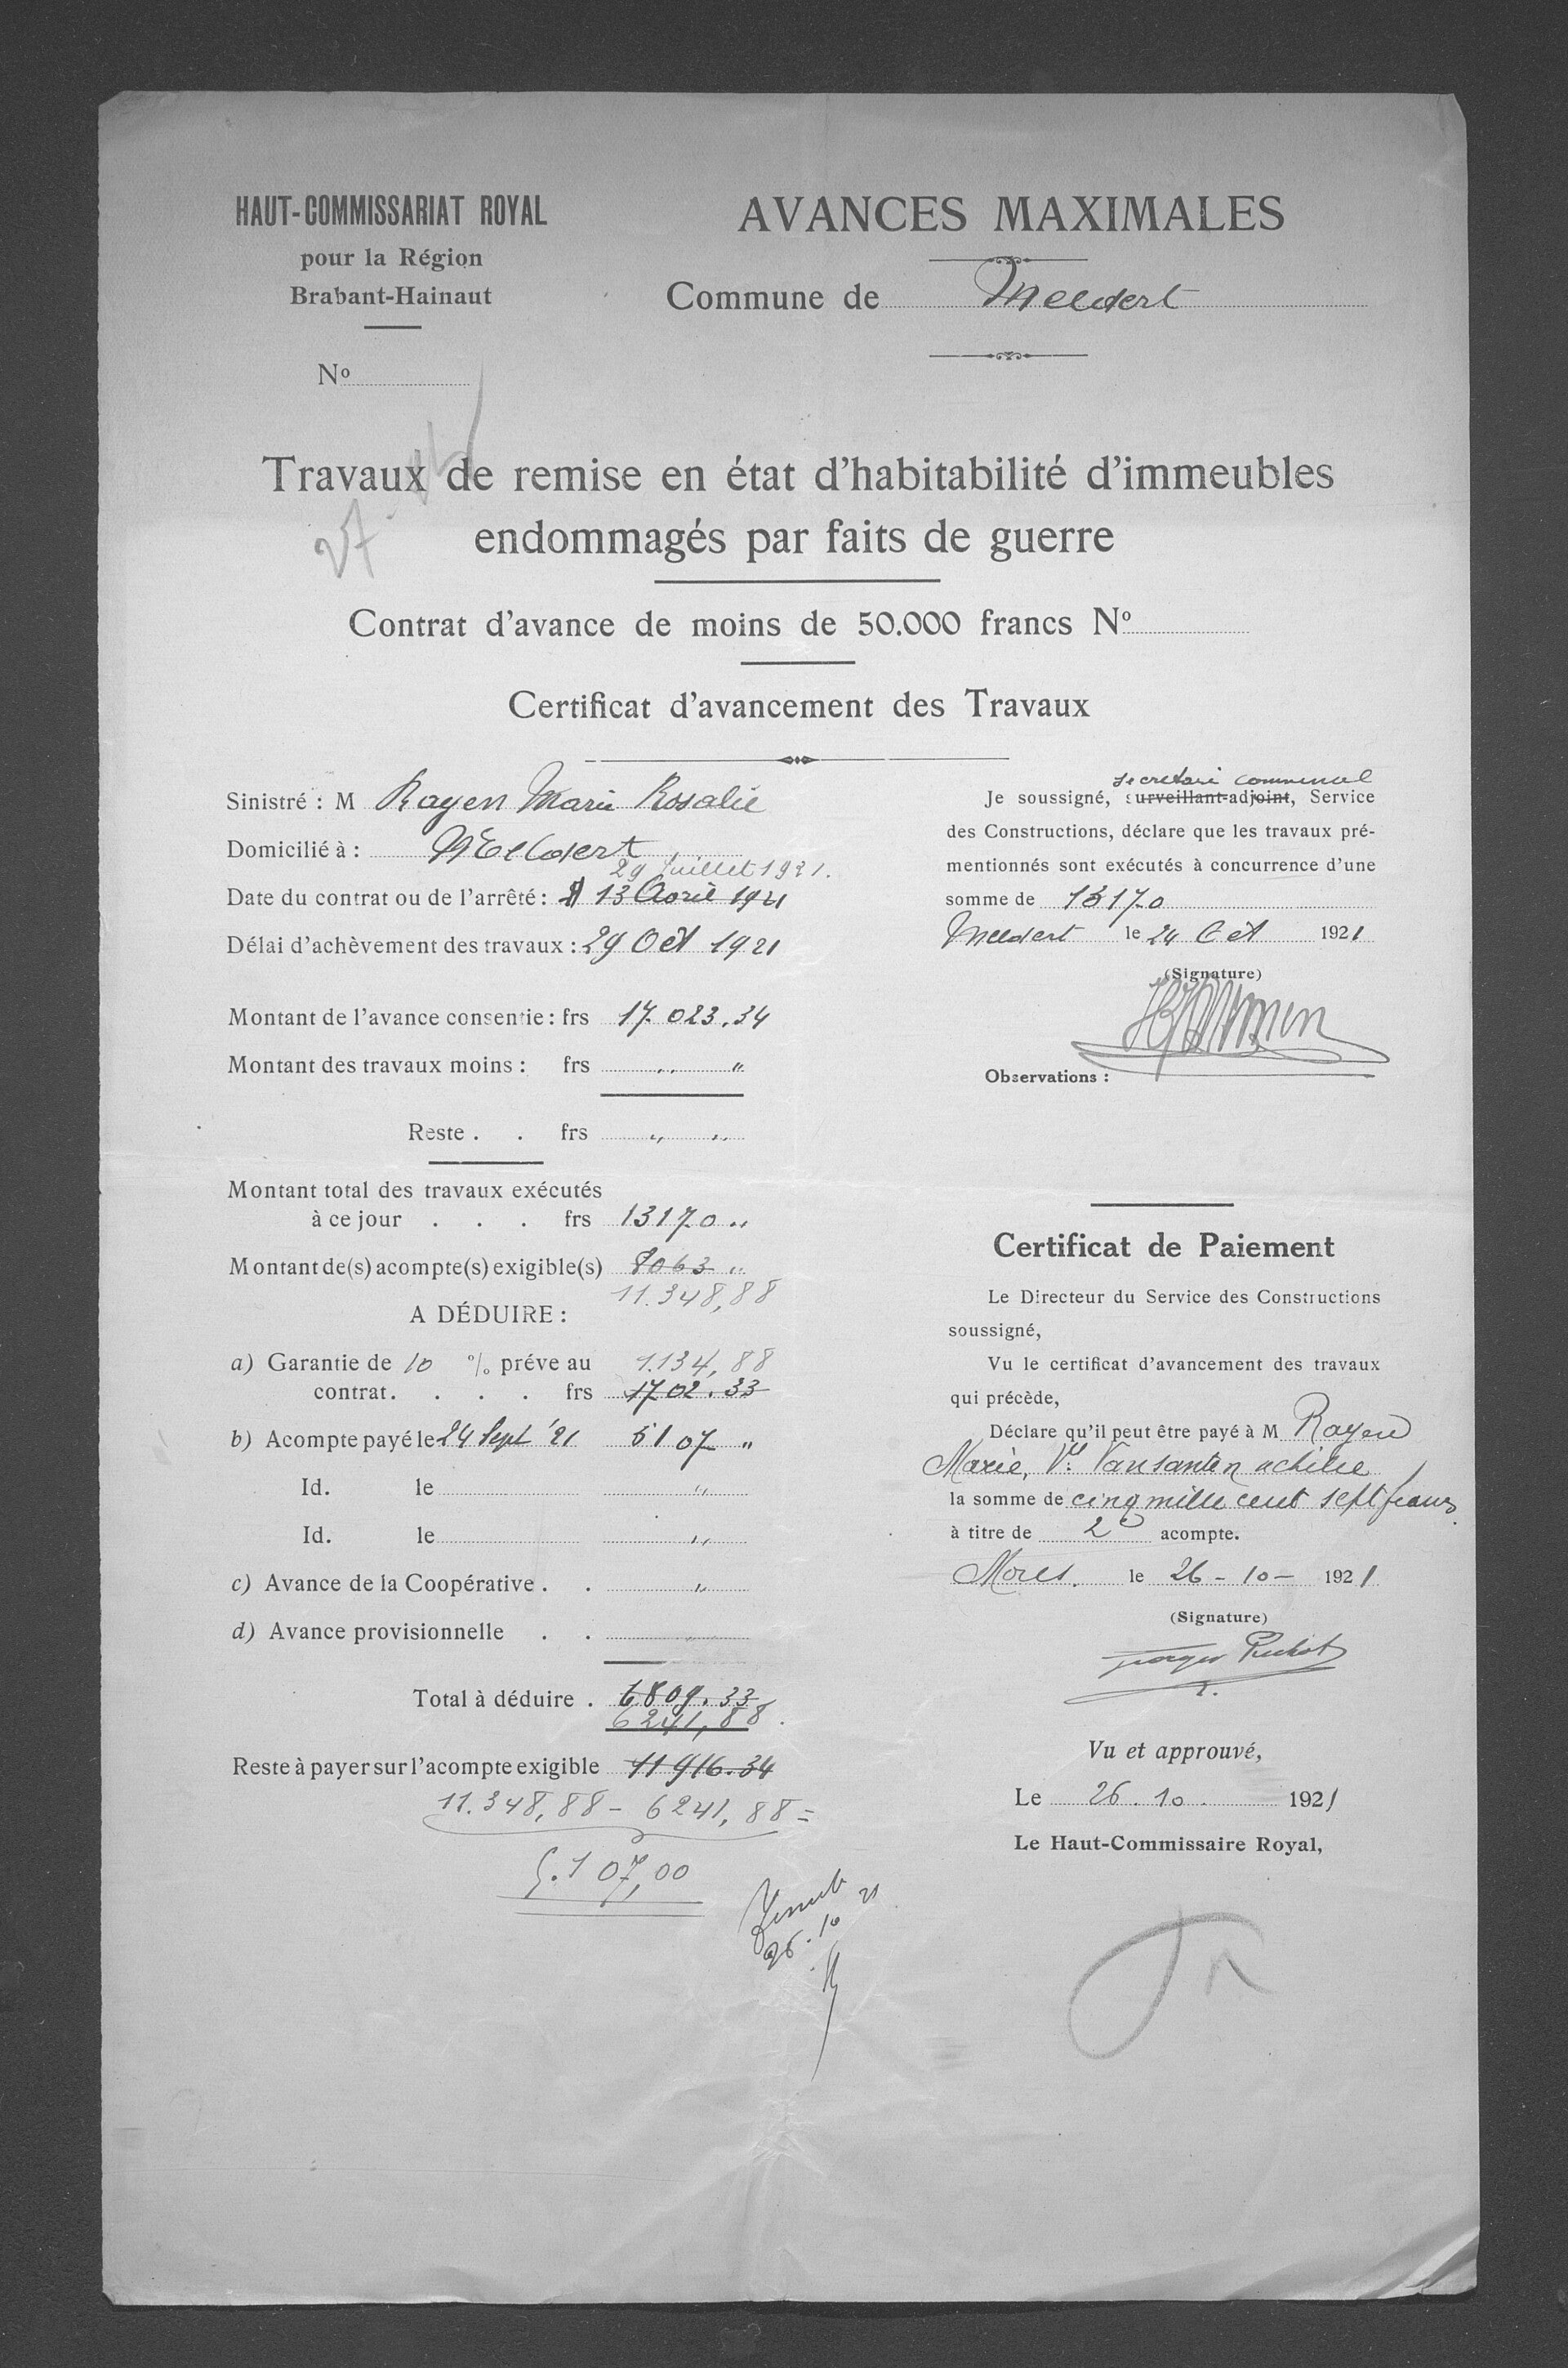 HAUT-COMMISSARIAT ROYAL
pour la Région
Brabant-Hainaut
Nº
AVANCES MAXIMALES
Commune de Meldert
Travaux de remise en état d'habitabilité d'immeubles
endommagés par faits de guerre
Contrat d'avance de moins de 50.000 francs Nº
Certificat d'avancement des Travaux
Sinistré : M Rayen Marie Rosalie
Domicilié à : Meldert
29 Juillet 1921.
Date du contrat ou de l'arrêté : 13 Avril 1921
Délai d'achèvement des travaux : 29 Oct 1921
Montant de l'avance consentie : frs 17.023.34
Montant des travaux moins : frs " "
Reste . . frs " "
Montant total des travaux exécutés
à ce jour . . . frs 13170 "
Montant de(s) acompte(s) exigible(s) 8063 "
11.348,88
A DÉDUIRE :
a) Garantie de 10 % préve au 1.134,88
contrat. . . . frs 1702.33
b) Acompte payé le 24 Sept '21 5107 "
Id. le "
Id. le "
c) Avance de la Coopérative . . "
d) Avance provisionnelle . .
Total à déduire . 6809.33
6241,88.
Reste à payer sur l'acompte exigible 11916.34
11.348,88 - 6241,88 =
5.107,00
26.10 21
secretaire communal
Je soussigné, surveillant-adjoint, Service
des Constructions, déclare que les travaux pré-
mentionnés sont exécutés à concurrence d'une
somme de 13170
Meldert le 24 Oct 1921
(Signature)
Observations :
Certificat de Paiement
Le Directeur du Service des Constructions
soussigné,
Vu le certificat d'avancement des travaux
qui précède,
Déclare qu'il peut être payé à M Rayen
Marie, Vve Vansanten achille
la somme de cinq mille cent sept francs
à titre de 2e acompte.
le 26-10-1921
(Signature)
Vu et approuvé,
Le 26.10. 1921
Le Haut-Commissaire Royal,